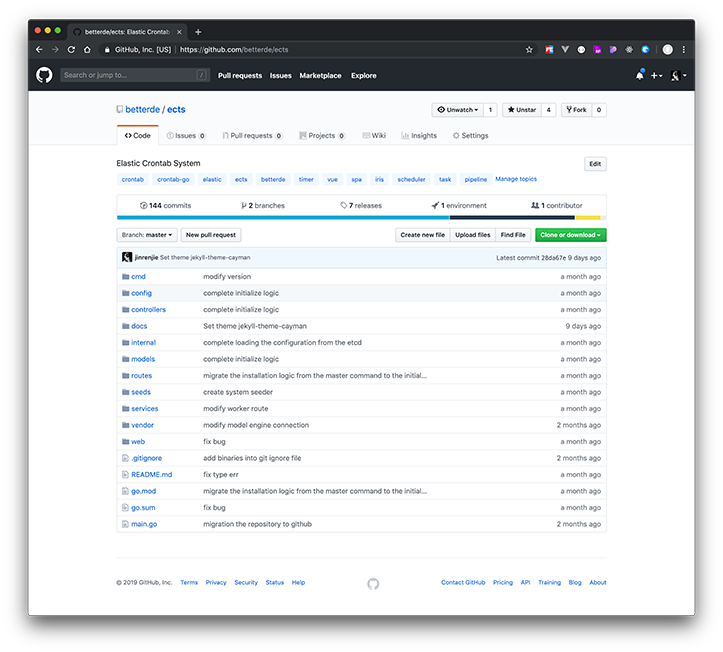 betterde/ects: Elastic Crontab
GitHub, Inc. [US] | https://github.com/betterde/ects
Search or jump to... / Pull requests Issues Marketplace Explore
betterde / ects Unwatch 1 Unstar 4 Fork 0
Code Issues 0 Pull requests 0 Projects 0 Wiki Insights Settings
Elastic Crontab System Edit
crontab crontab-go elastic ects betterde timer vue spa iris scheduler task pipeline Manage topics
144 commits 2 branches 7 releases 1 environment 1 contributor
Branch: master New pull request Create new file Upload files Find File Clone or download
jinrenjie Set theme jekyll-theme-cayman Latest commit 28da67e 9 days ago
cmd modify version a month ago
config complete initialize logic a month ago
controllers complete initialize logic a month ago
docs Set theme jekyll-theme-cayman 9 days ago
internal complete loading the configuration from the etcd a month ago
models complete initialize logic a month ago
routes migrate the installation logic from the master command to the initial... a month ago
seeds create system seeder a month ago
services modify worker route a month ago
vendor modify model engine connection 2 months ago
web fix bug a month ago
.gitignore add binaries into git ignore file 2 months ago
README.md fix type err a month ago
go.mod migrate the installation logic from the master command to the initial... a month ago
go.sum fix bug a month ago
main.go migration the repository to github 2 months ago
© 2019 GitHub, Inc. Terms Privacy Security Status Help Contact GitHub Pricing API Training Blog About